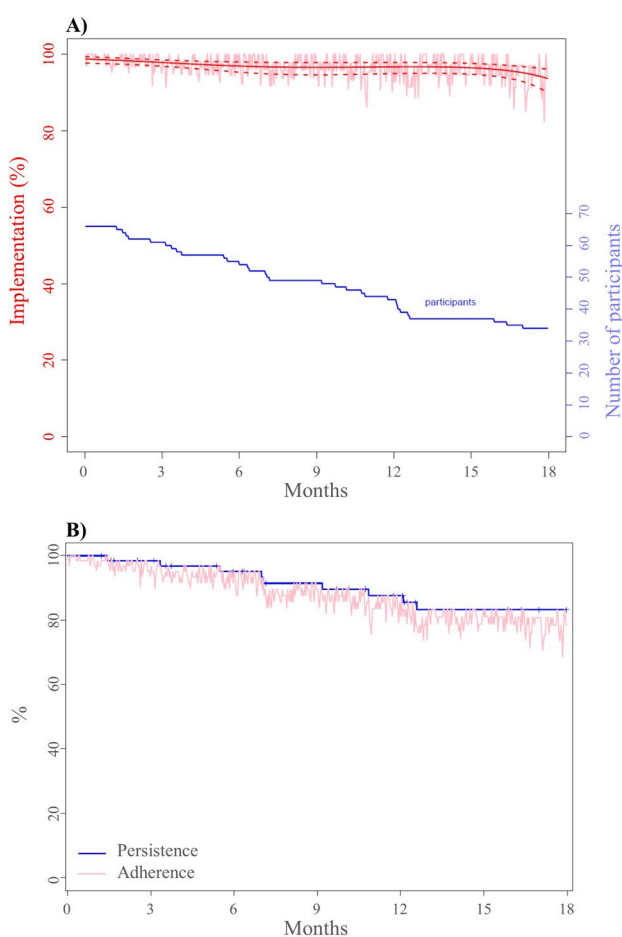 A)
Implementation (%)
100
80
60
40
20
0
70
60
50
40
30
20
10
0
Number of participants
participants
0 3 6 9 12 15 18
Months
B)
%
100
80
60
40
20
0
Persistence
Adherence
0 3 6 9 12 15 18
Months